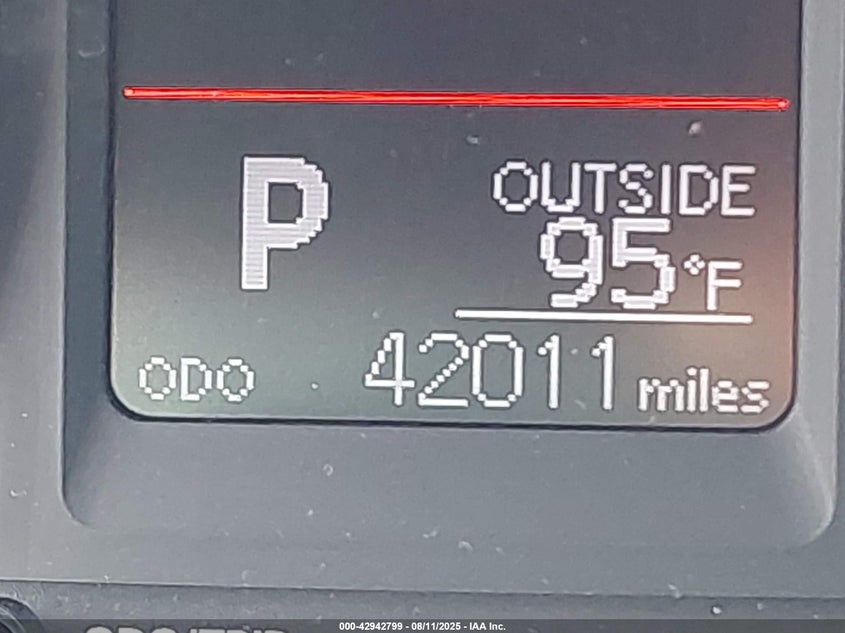 P
OUTSIDE
95°F
ODO 42011 miles
000-42942799 - 08/11/2025 - IAA Inc.